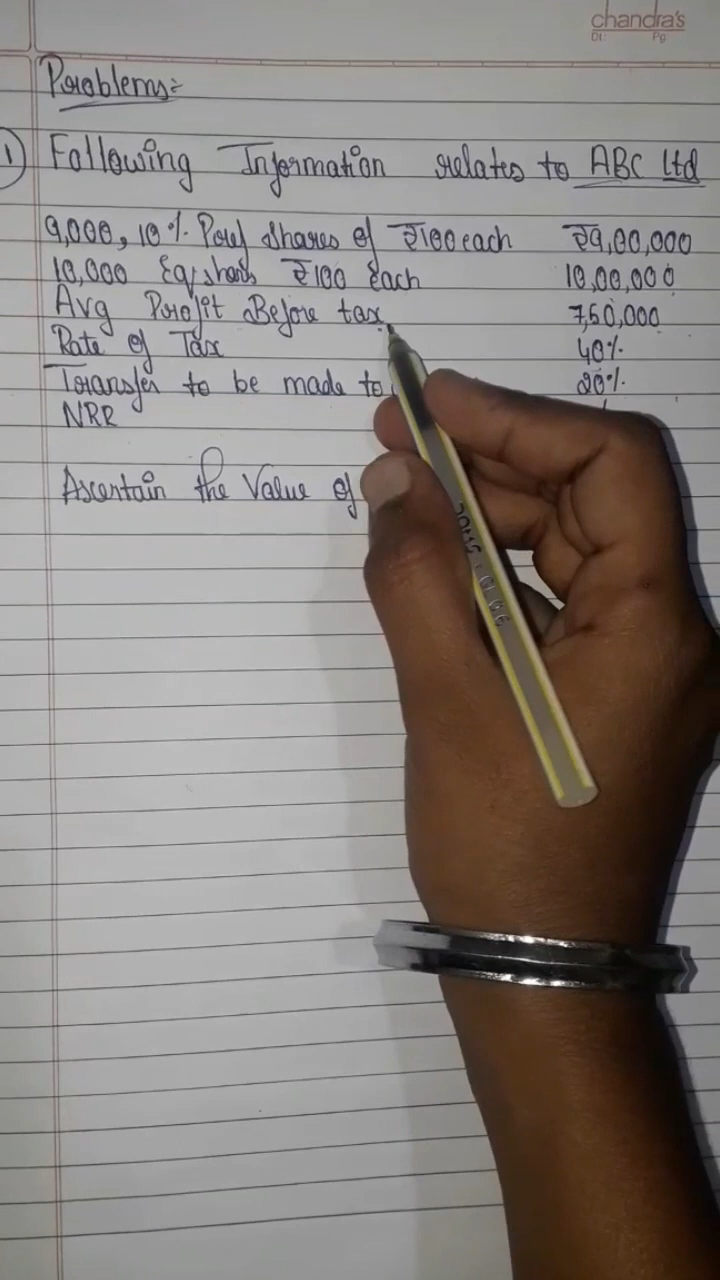 chandra's
Dt: Pg:
Problems:-
1) Following Information relates to ABC Ltd
9,000, 10% Pref shares of ₹100 each ₹9,00,000
10,000 Eq, shares ₹100 Each 10,00,000
Avg Profit Before tax 7,50,000
Rate of Tax 40%
Transfer to be made to 20%
NRR
Ascertain the Value of